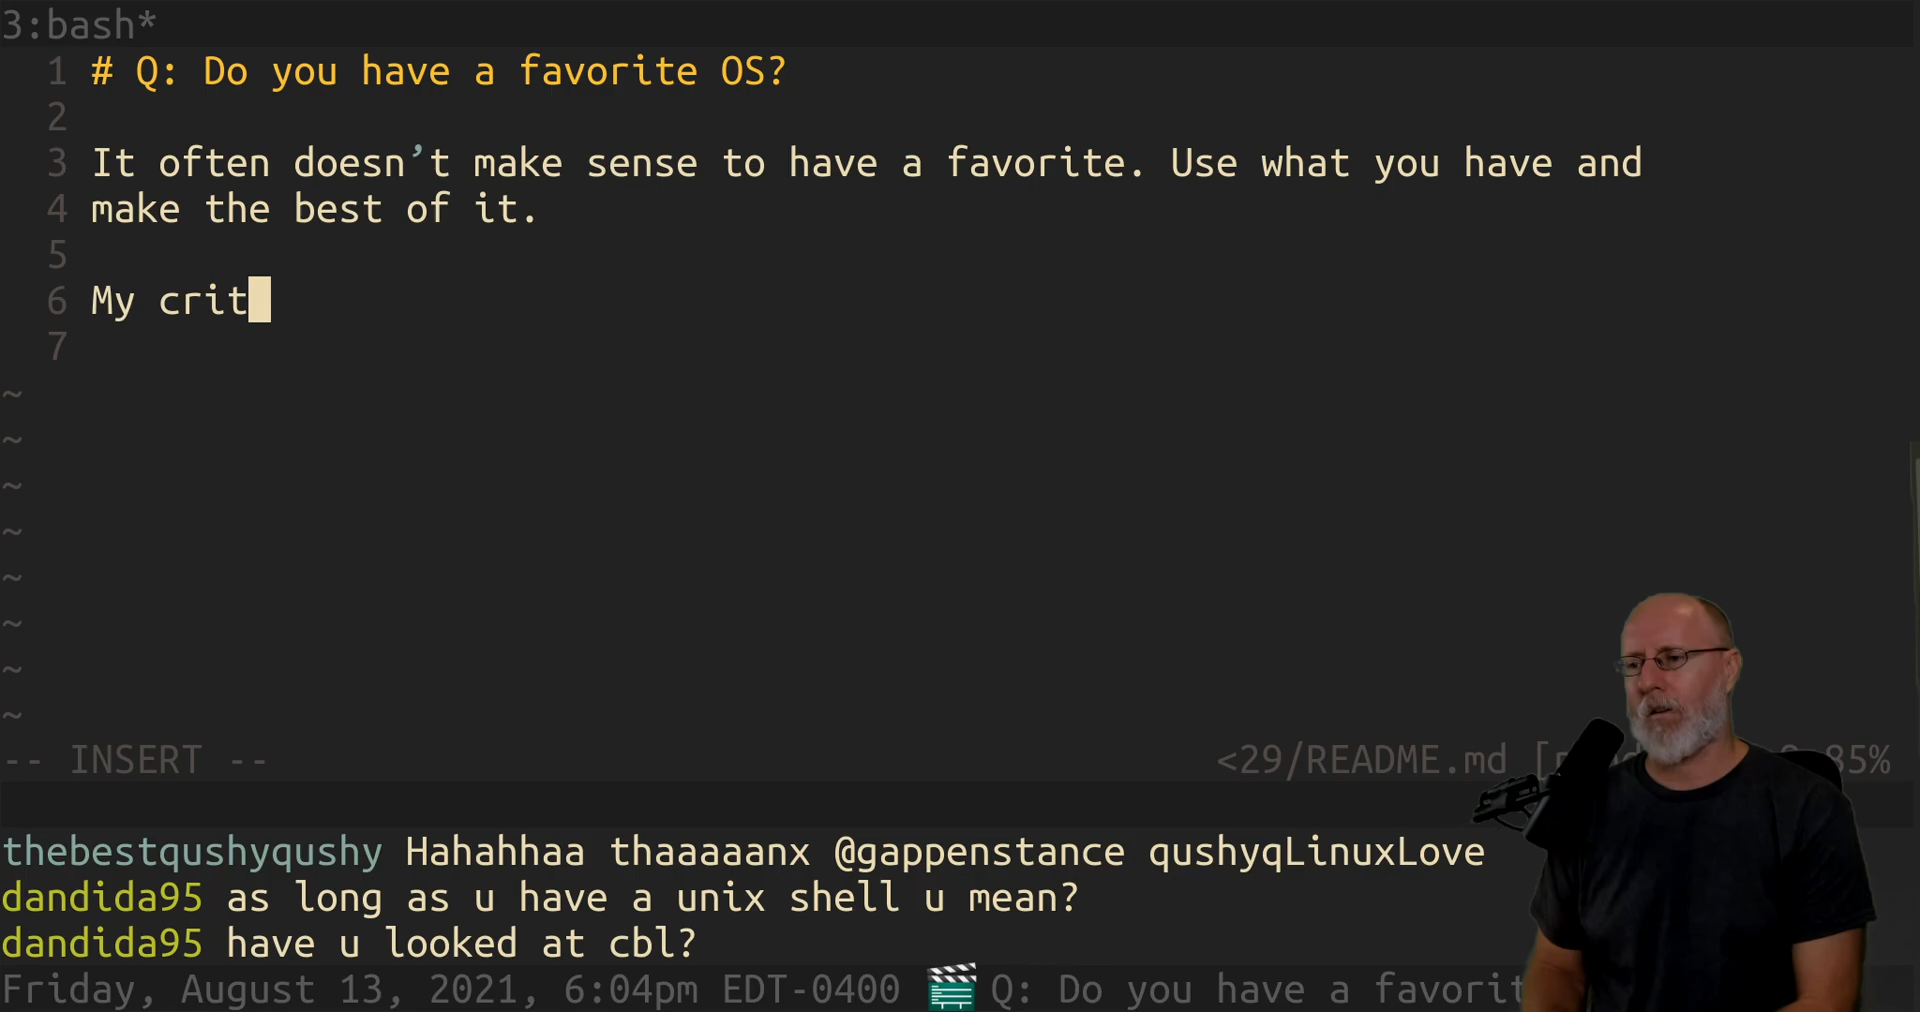 3:bash*
1 # Q: Do you have a favorite OS?
2
3 It often doesn’t make sense to have a favorite. Use what you have and
4 make the best of it.
5
6 My crit
7
~
~
~
~
~
~
~
~
-- INSERT -- <29/README.md 85%
thebestqushyqushy Hahahhaa thaaaaanx @gappenstance qushyqLinuxLove
dandida95 as long as u have a unix shell u mean?
dandida95 have u looked at cbl?
Friday, August 13, 2021, 6:04pm EDT-0400 🎬 Q: Do you have a favorit